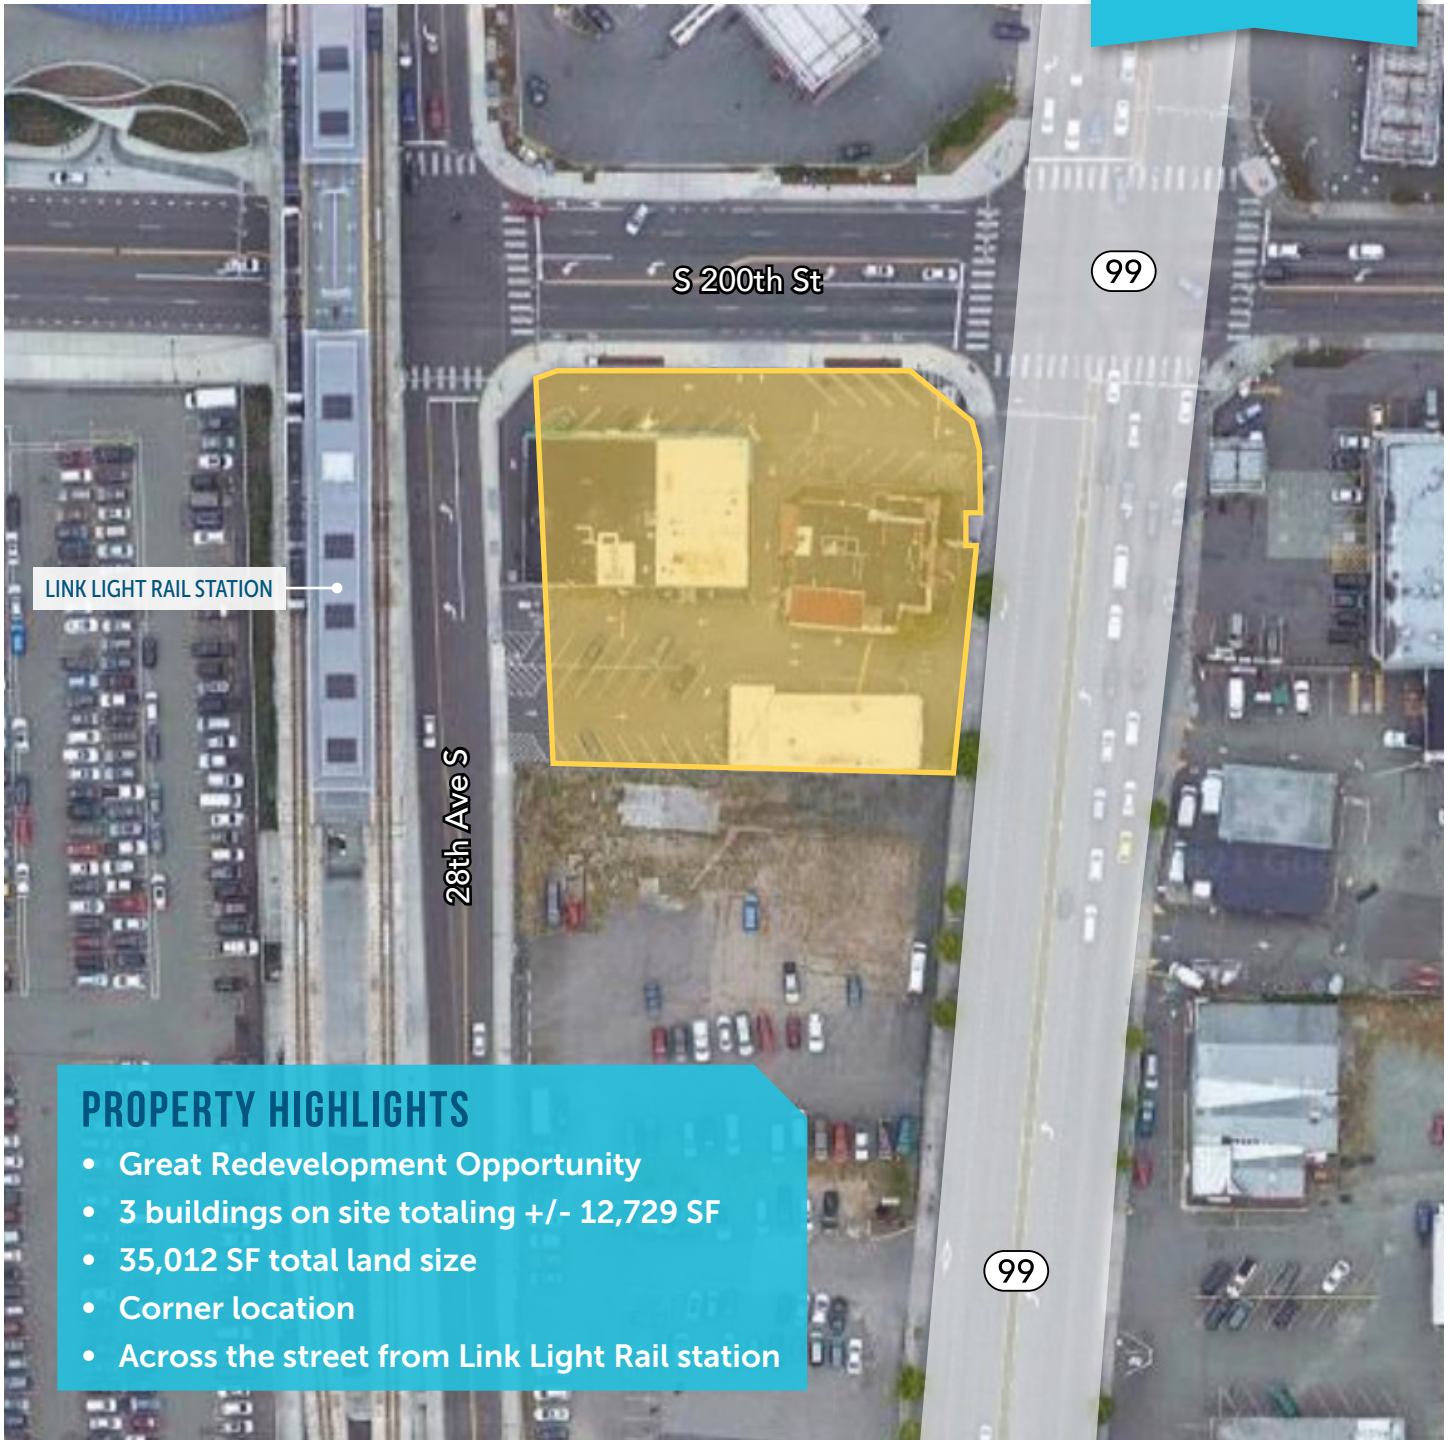 99
S 200th St
LINK LIGHT RAIL STATION
28th Ave S
PROPERTY HIGHLIGHTS
• Great Redevelopment Opportunity
• 3 buildings on site totaling +/- 12,729 SF
• 35,012 SF total land size
• Corner location
• Across the street from Link Light Rail station
99